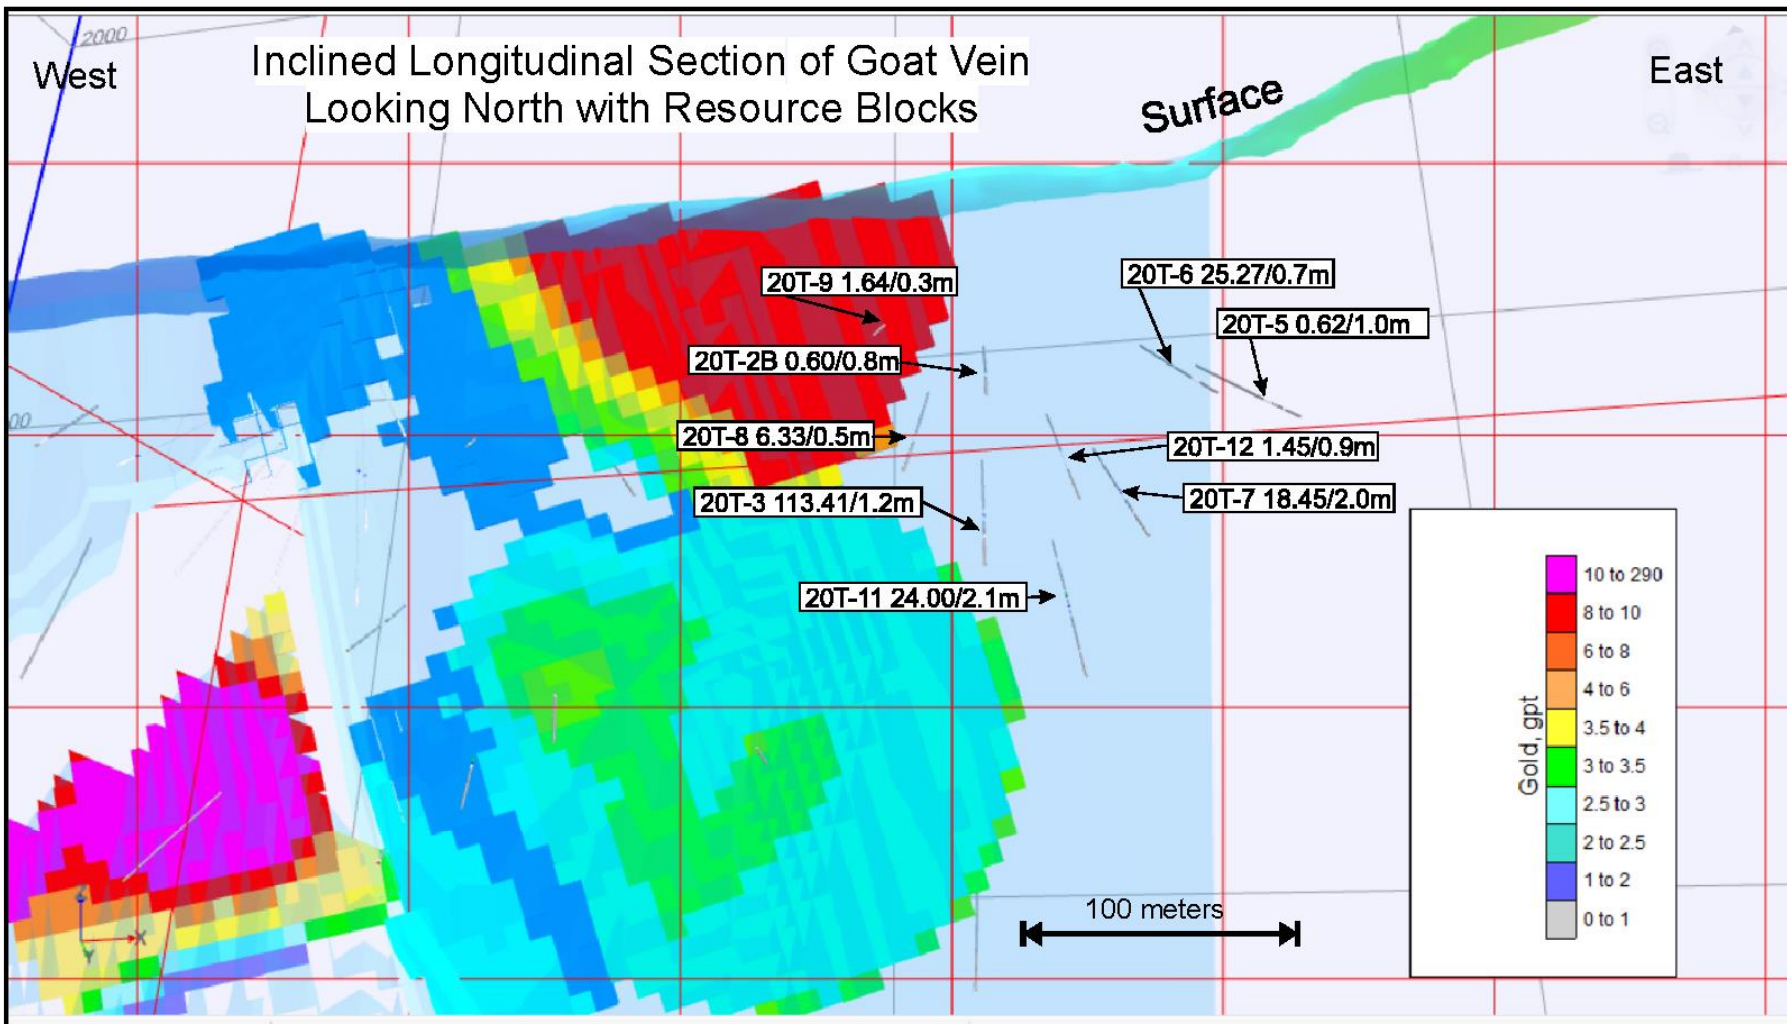 2000
West
Inclined Longitudinal Section of Goat Vein
Looking North with Resource Blocks
Surface
East
20T-9 1.64/0.3m
20T-6 25.27/0.7m
20T-5 0.62/1.0m
20T-2B 0.60/0.8m
00
20T-8 6.33/0.5m
20T-12 1.45/0.9m
20T-3 113.41/1.2m
20T-7 18.45/2.0m
20T-11 24.00/2.1m
Gold, gpt
10 to 290
8 to 10
6 to 8
4 to 6
3.5 to 4
3 to 3.5
2.5 to 3
2 to 2.5
1 to 2
0 to 1
100 meters
X
Y